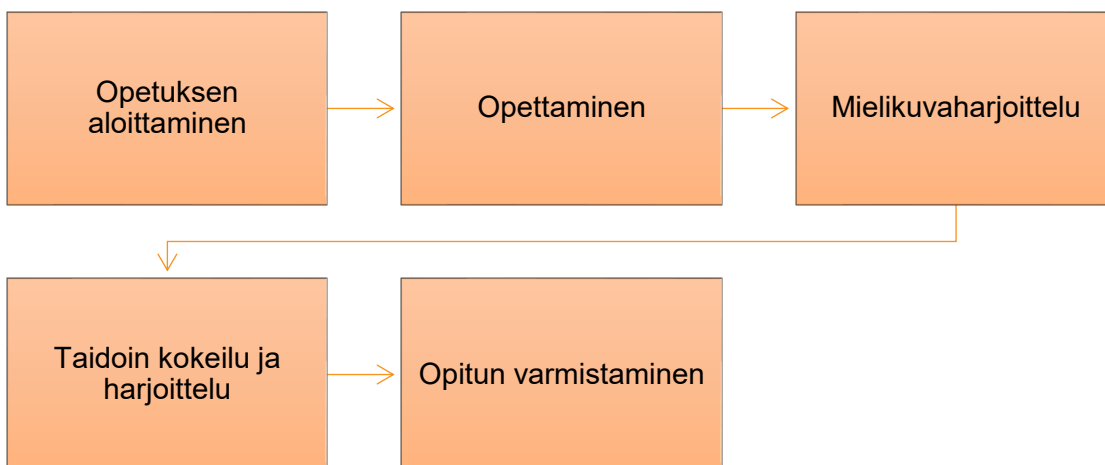 Opetuksen
aloittaminen
Opettaminen
Mielikuvaharjoittelu
Taidoin kokeilu ja
harjoittelu
Opitun varmistaminen